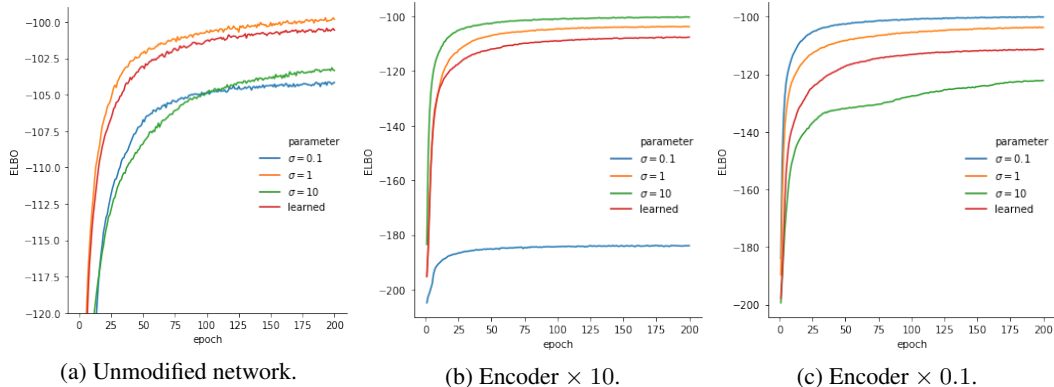 −100.0
−102.5
−105.0
−107.5
−110.0
−112.5
−115.0
−117.5
−120.0
ELBO
0 25 50 75 100 125 150 175 200
epoch
parameter
σ = 0.1
σ = 1
σ = 10
learned
(a) Unmodified network.
−100
−120
−140
−160
−180
−200
ELBO
0 25 50 75 100 125 150 175 200
epoch
parameter
σ = 0.1
σ = 1
σ = 10
learned
(b) Encoder × 10.
−100
−120
−140
−160
−180
−200
ELBO
0 25 50 75 100 125 150 175 200
epoch
parameter
σ = 0.1
σ = 1
σ = 10
learned
(c) Encoder × 0.1.